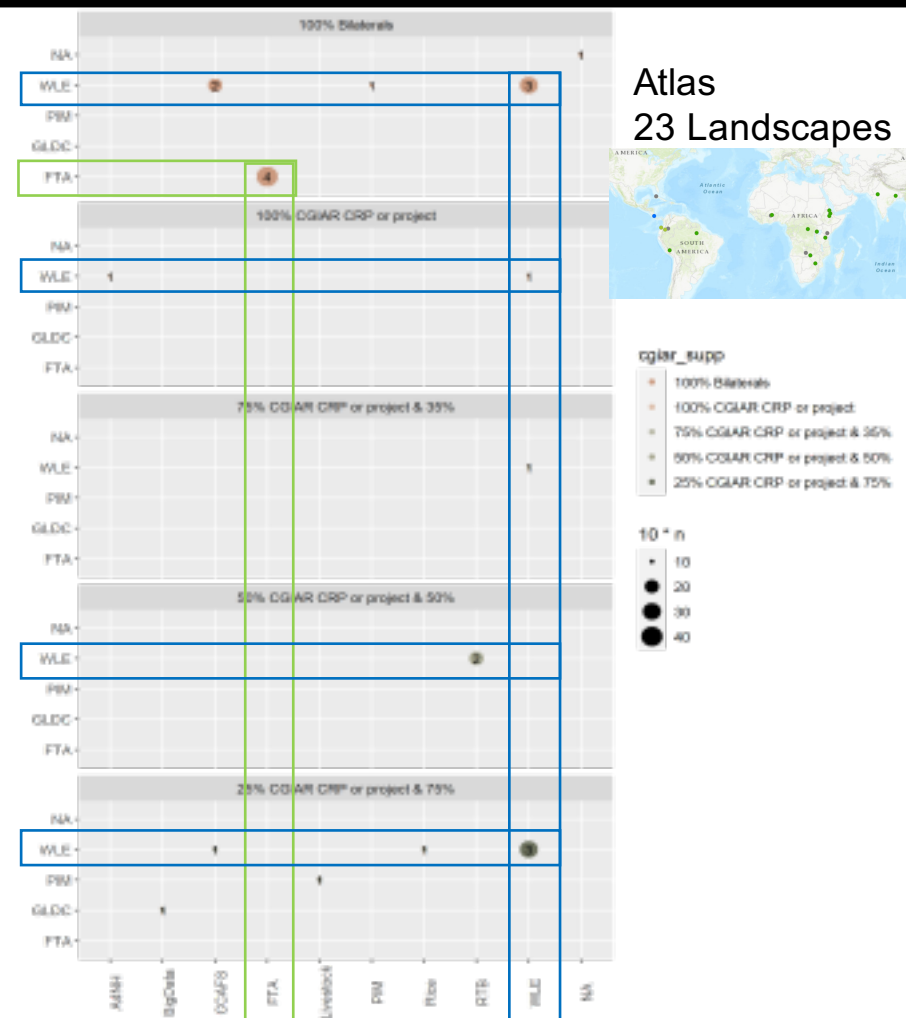 100% Bilaterals
NA
1
WLE
2
1
3
PIM
GLDC
FTA
4
100% CGIAR CRP or project
NA
WLE
1
1
PIM
GLDC
FTA
75% CGIAR CRP or project & 35%
NA
WLE
1
PIM
GLDC
FTA
50% CGIAR CRP or project & 50%
NA
WLE
2
PIM
GLDC
FTA
25% CGIAR CRP or project & 75%
NA
WLE
1
1
3
PIM
1
GLDC
1
FTA
A4NH
BigData
CCAFS
FTA
Livestock
PIM
Rice
RTB
WLE
NA
Atlas
23 Landscapes
AMERICA
Atlantic
Ocean
AFRICA
SOUTH
AMERICA
Indian
Ocean
cgiar_supp
100% Bilaterals
100% CGIAR CRP or project
75% CGIAR CRP or project & 35%
50% CGIAR CRP or project & 50%
25% CGIAR CRP or project & 75%
10 * n
10
20
30
40